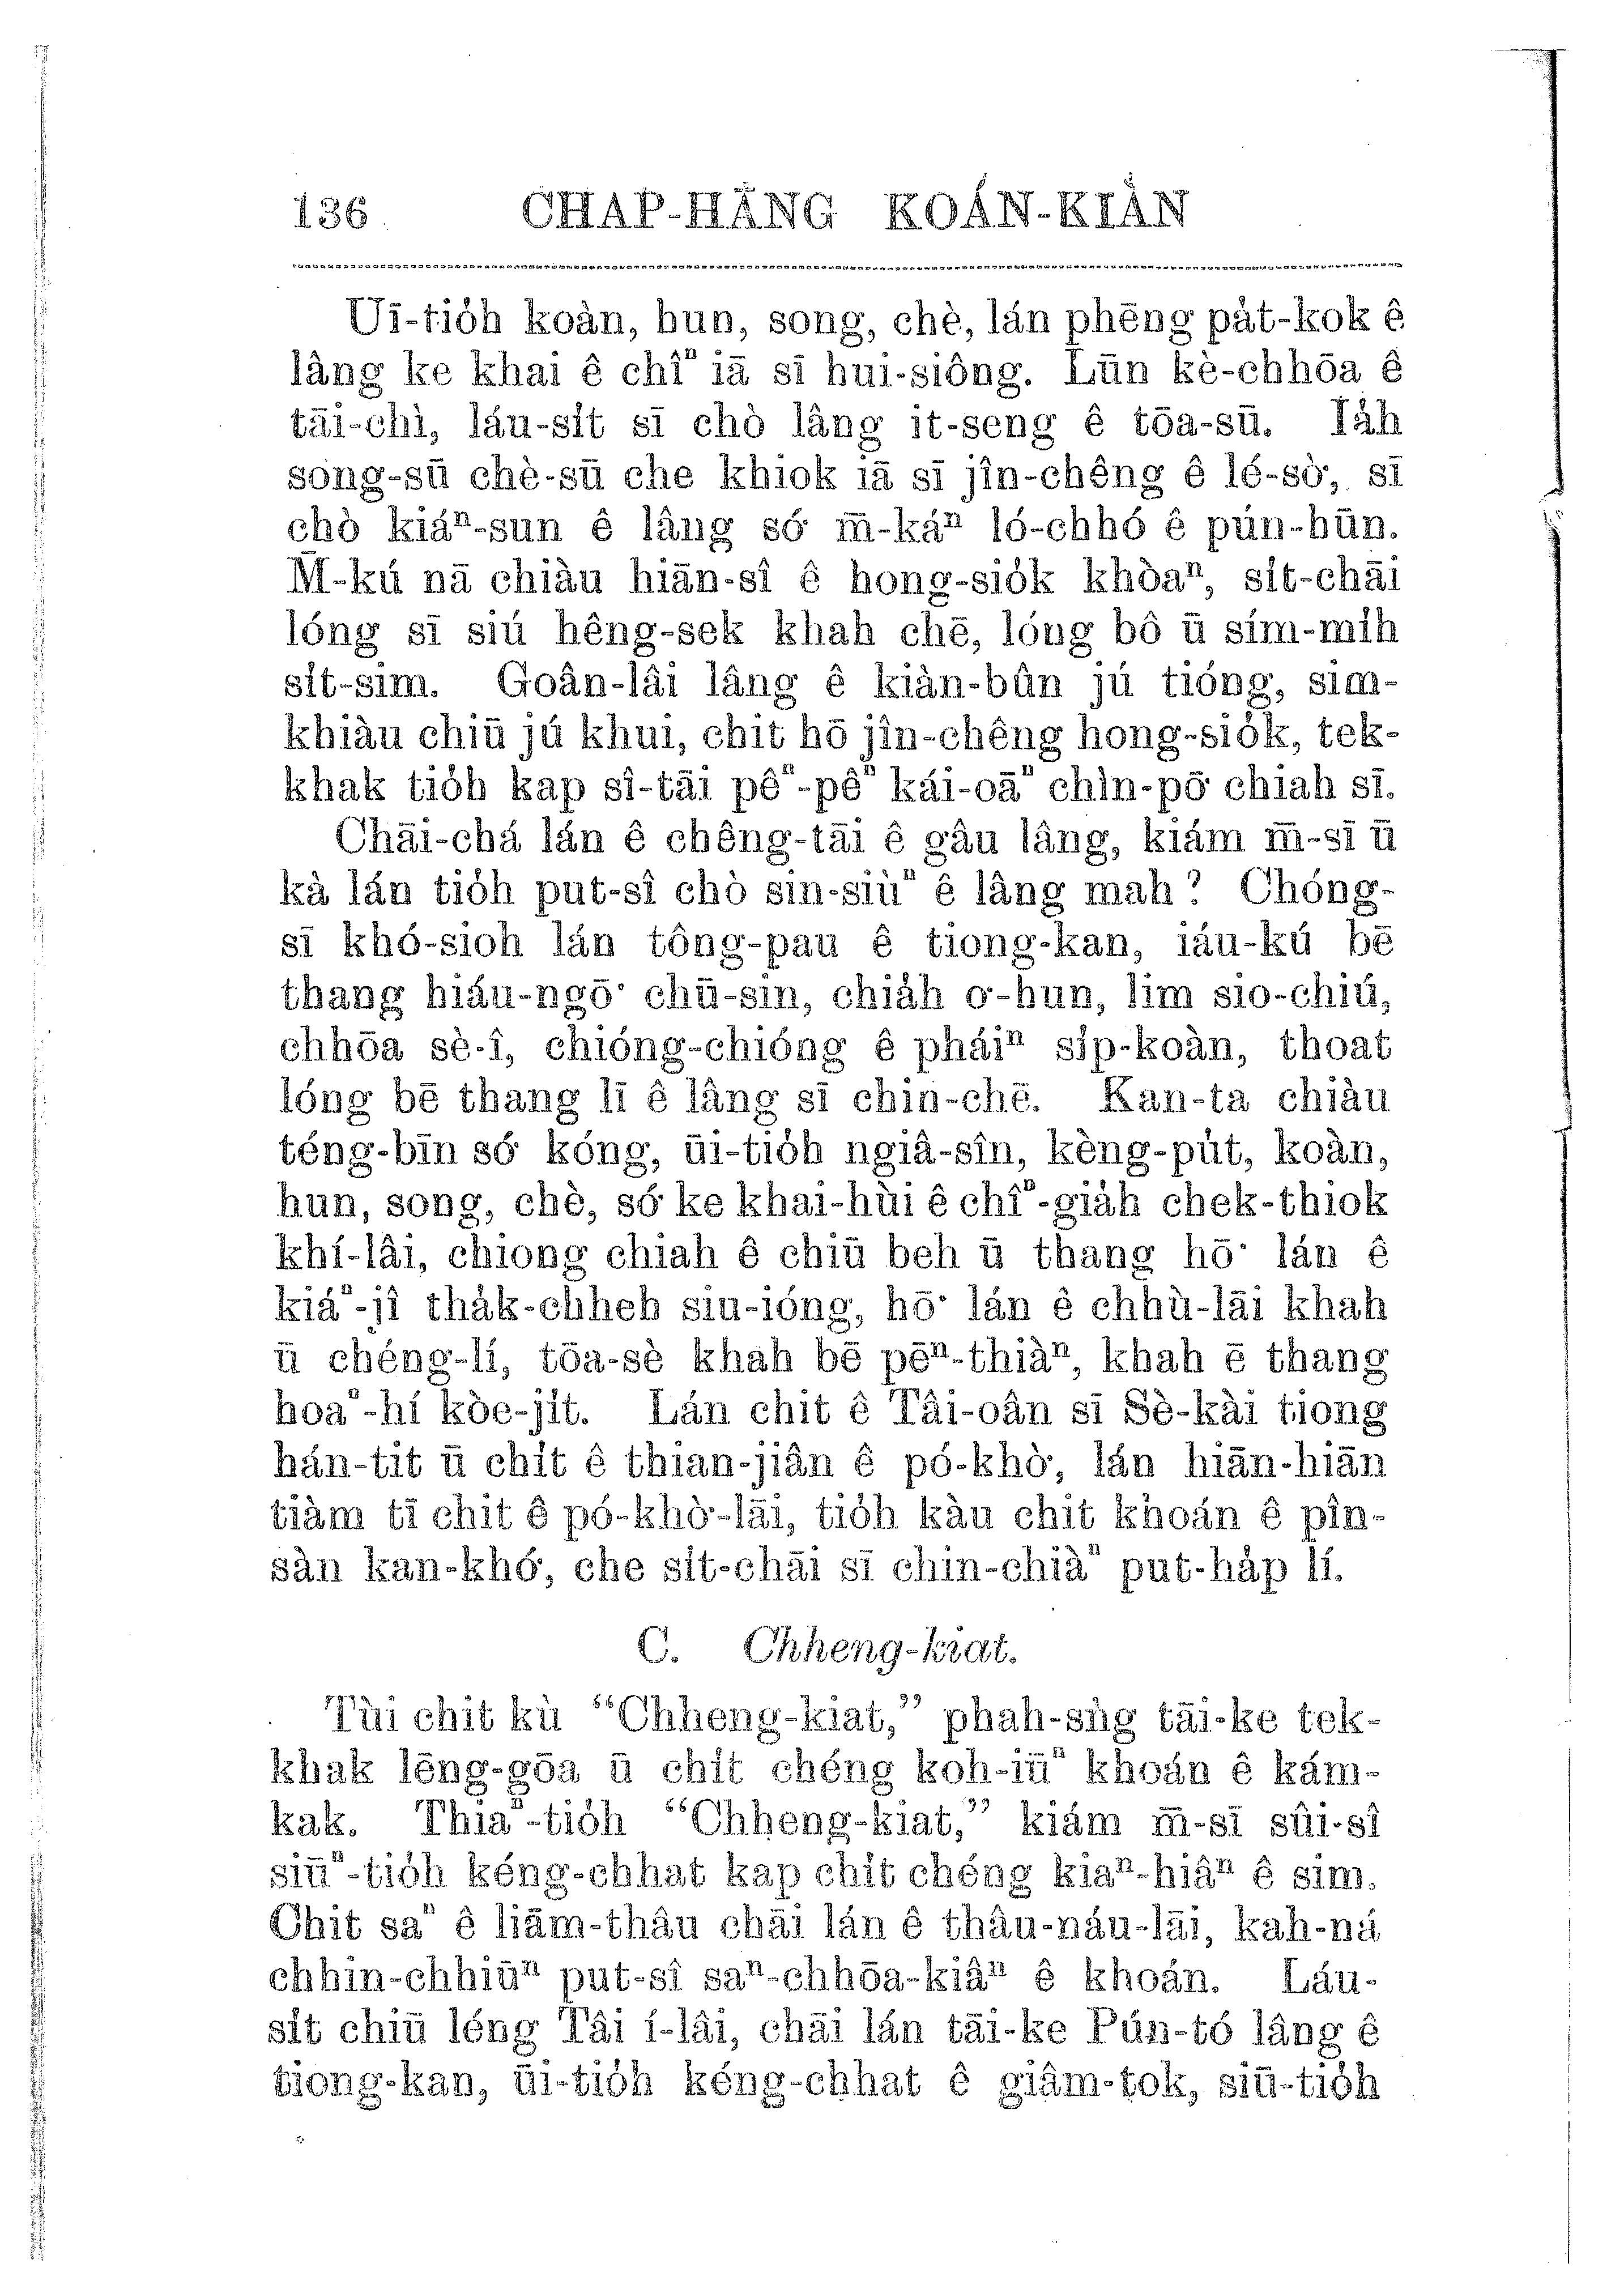 136 CHAP-HĀNG KOÁN-KIÀN
Uī-tio̍h koàn, hun, song, chè, lán phēng pa̍t-kok ê
lâng ke khai ê chîⁿ iā sī hui-siông. Lūn kè-chhōa ê
tāi-chì, láu-si̍t sī chò lâng it-seng ê tōa-sū. Ia̍h
song-sū chè-sū che khiok iā sī jîn-chêng ê lé-sò͘, sī
chò kiáⁿ-sun ê lâng só͘ m̄-káⁿ ló-chhó ê pún-hūn.
M̄-kú nā chiàu hiān-sî ê hong-sio̍k khòaⁿ, si̍t-chāi
lóng sī siú hêng-sek khah chē, lóng bô ū sím-mih
si̍t-sim. Goân-lâi lâng ê kiàn-bûn jú tióng, sim-
khiàu chiū jú khui, chit hō jîn-chêng hong-sio̍k, tek-
khak tio̍h kap sî-tāi pêⁿ-pêⁿ kái-oāⁿ chìn-pō͘ chiah sī.
Chāi-chá lán ê chêng-tāi ê gâu lâng, kiám m̄-sī ū
kà lán tio̍h put-sî chò sin-siùⁿ ê lâng mah? Chóng-
sī khó-sioh lán tông-pau ê tiong-kan, iáu-kú bē
thang hiáu-ngō͘ chū-sin, chia̍h o͘-hun, lim sio-chiú,
chhōa sè-î, chióng-chióng ê pháiⁿ si̍p-koàn, thoat
lóng bē thang lī ê lâng sī chin-chē. Kan-ta chiàu
téng-bīn só͘ kóng, ūi-tio̍h ngiâ-sîn, kèng-pu̍t, koàn,
hun, song, chè, só͘ ke khai-hùi ê chîⁿ-gia̍h chek-thiok
khí-lâi, chiong chiah ê chiū beh ū thang hō͘ lán ê
kiáⁿ-jî tha̍k-chheh siu-ióng, hō͘ lán ê chhù-lāi khah
ū chéng-lí, tōa-sè khah bē pēⁿ-thiàⁿ, khah ē thang
hoaⁿ-hí kòe-ji̍t. Lán chit ê Tâi-oân sī Sè-kài tiong
hán-tit ū chi̍t ê thian-jiân ê pó-khò͘, lán hiān-hiān
tiàm tī chit ê pó-khò͘-lāi, tio̍h kàu chit khoán ê pîn-
sàn kan-khó͘, che si̍t-chāi sī chin-chiàⁿ put-ha̍p lí.
C. Chheng-kiat.
Tùi chit kù “Chheng-kiat,” phah-sǹg tāi-ke tek-
khak lēng-gōa ū chi̍t chéng koh-iūⁿ khoán ê kám-
kak. Thiaⁿ-tio̍h “Chheng-kiat,” kiám m̄-sī sûi-sî
siūⁿ-tio̍h kéng-chhat kap chi̍t chéng kiaⁿ-hiâⁿ ê sim.
Chit saⁿ ê liām-thâu chāi lán ê thâu-náu-lāi, kah-ná
chhin-chhiūⁿ put-sî saⁿ-chhōa-kiâⁿ ê khoán. Láu-
si̍t chiū léng Tâi í-lâi, chāi lán tāi-ke Pún-tó lâng ê
tiong-kan, ūi-tio̍h kéng-chhat ê giâm-tok, siū-tio̍h